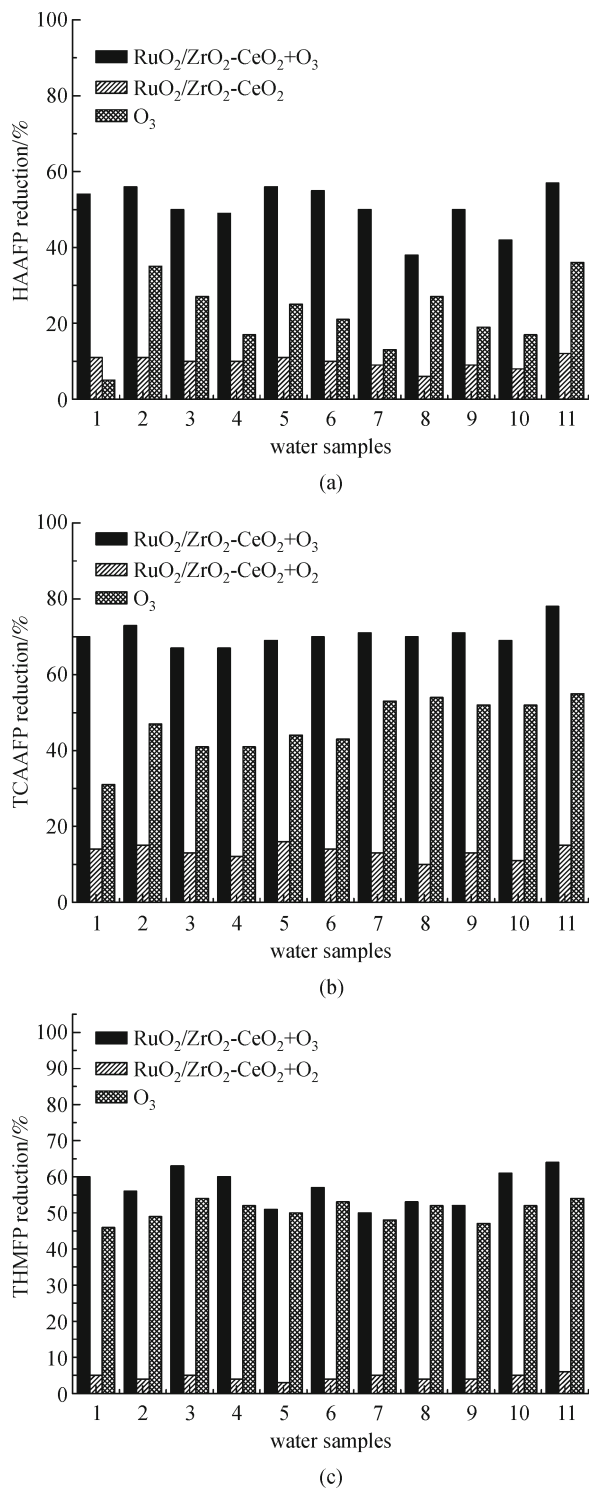 100
80
60
40
20
0
HAAFP reduction/%
RuO₂/ZrO₂-CeO₂+O₃
RuO₂/ZrO₂-CeO₂
O₃
1 2 3 4 5 6 7 8 9 10 11
water samples
(a)
100
80
60
40
20
0
TCAAFP reduction/%
RuO₂/ZrO₂-CeO₂+O₃
RuO₂/ZrO₂-CeO₂+O₂
O₃
1 2 3 4 5 6 7 8 9 10 11
water samples
(b)
100
90
80
70
60
50
40
30
20
10
0
THMFP reduction/%
RuO₂/ZrO₂-CeO₂+O₃
RuO₂/ZrO₂-CeO₂+O₂
O₃
1 2 3 4 5 6 7 8 9 10 11
water samples
(c)